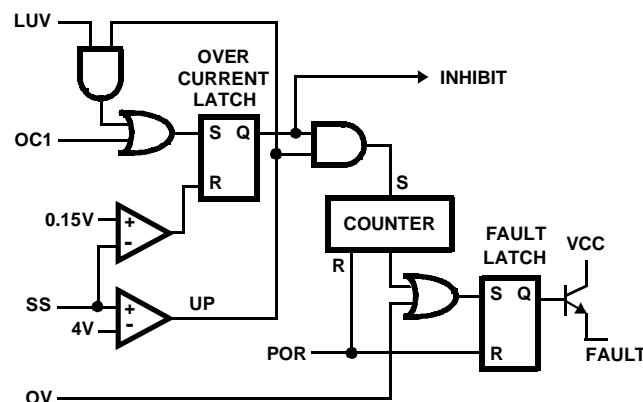 LUV
OVER
CURRENT
LATCH
INHIBIT
S Q
OC1
R
S
0.15V
+
-
COUNTER
FAULT
LATCH
VCC
R
SS
+
4V
-
UP
S Q
POR
R
FAULT
OV